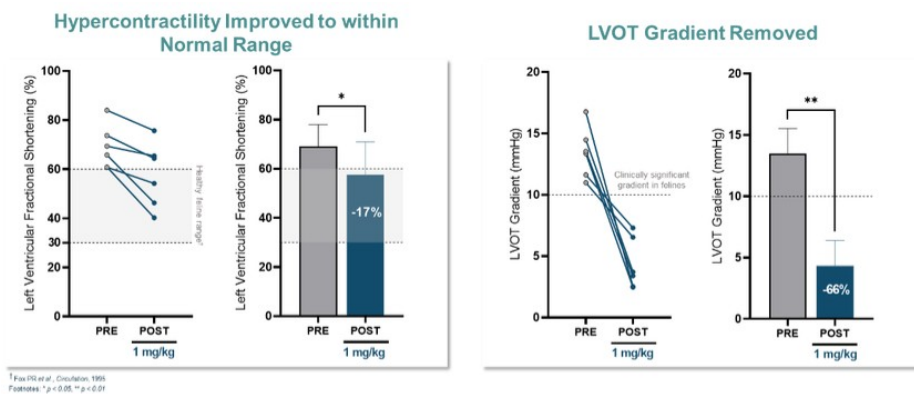 Hypercontractility Improved to within
Normal Range
LVOT Gradient Removed
Left Ventricular Fractional Shortening (%)
100
80
60
40
30
20
0
PRE
POST
1 mg/kg
Healthy feline range†
Left Ventricular Fractional Shortening (%)
100
80
60
40
20
0
*
-17%
PRE
POST
1 mg/kg
LVOT Gradient (mmHg)
20
15
10
5
0
Clinically significant
gradient in felines
PRE
POST
1 mg/kg
LVOT Gradient (mmHg)
20
15
10
5
0
**
-66%
PRE
POST
1 mg/kg
† Fox PR et al., Circulation, 1995
Footnotes: * p < 0.05, ** p < 0.01